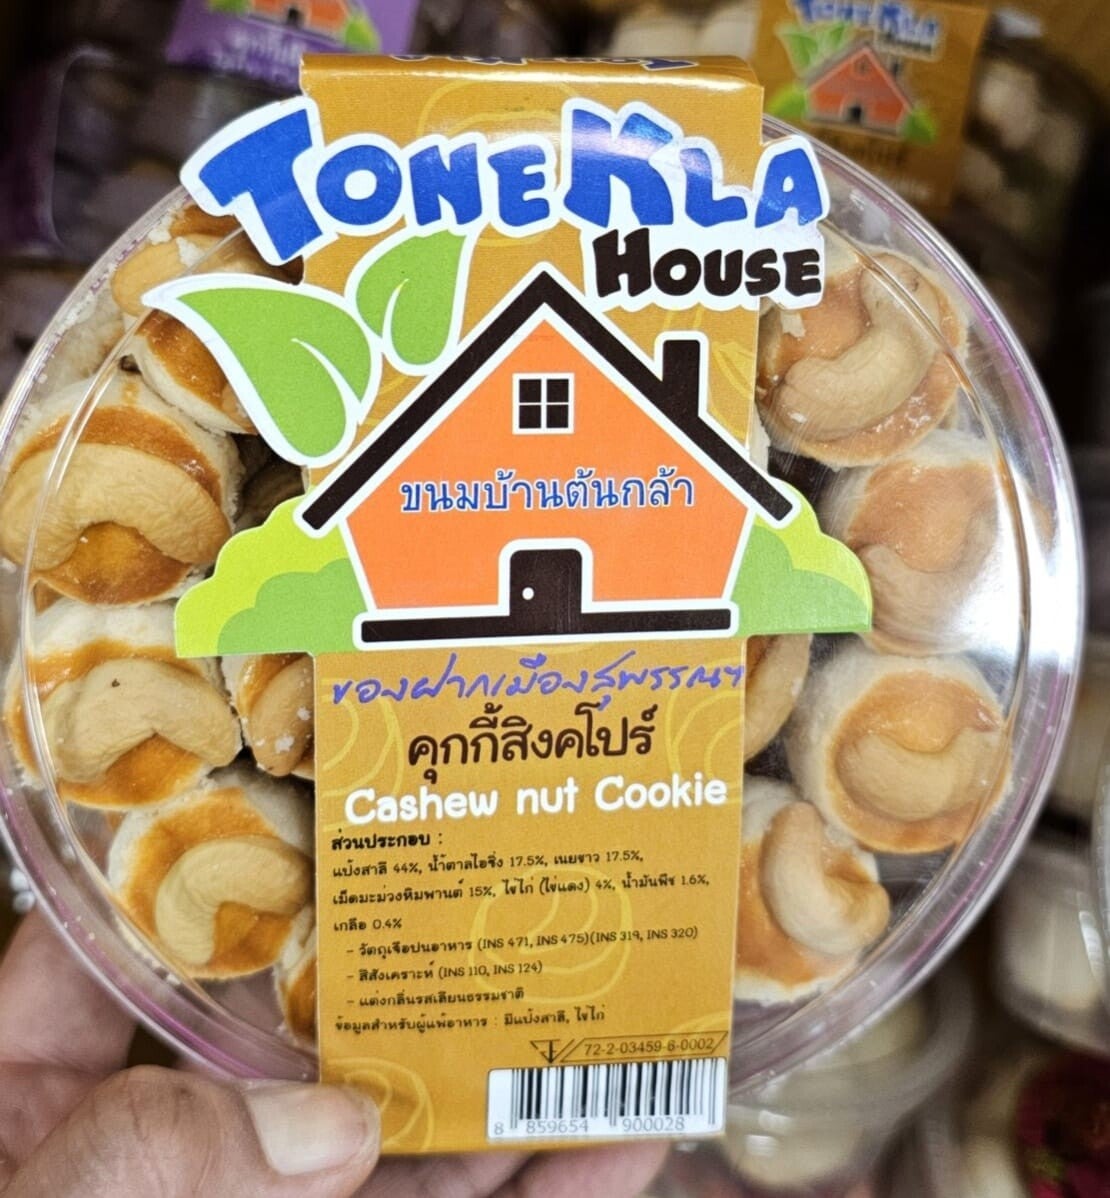 TONEKLA
HOUSE
ขนมบ้านต้นกล้า
ของฝากเมืองสุพรรณฯ
คุกกี้สิงคโปร์
Cashew nut Cookie
ส่วนประกอบ :
แป้งสาลี 44%, น้ำตาลไอซิ่ง 17.5%, เนยขาว 17.5%,
เม็ดมะม่วงหิมพานต์ 15%, ไข่ไก่ (ไข่แดง) 4%, น้ำมันพืช 1.6%,
เกลือ 0.4%
- วัตถุเจือปนอาหาร (INS 471, INS 475)(INS 319, INS 320)
- สีสังเคราะห์ (INS 110, INS 124)
- แต่งกลิ่นรสเลียนธรรมชาติ
ข้อมูลสำหรับผู้แพ้อาหาร : มีแป้งสาลี, ไข่ไก่
72-2-03459-6-0002
8 859654 900028
TONEKLA
HOUSE